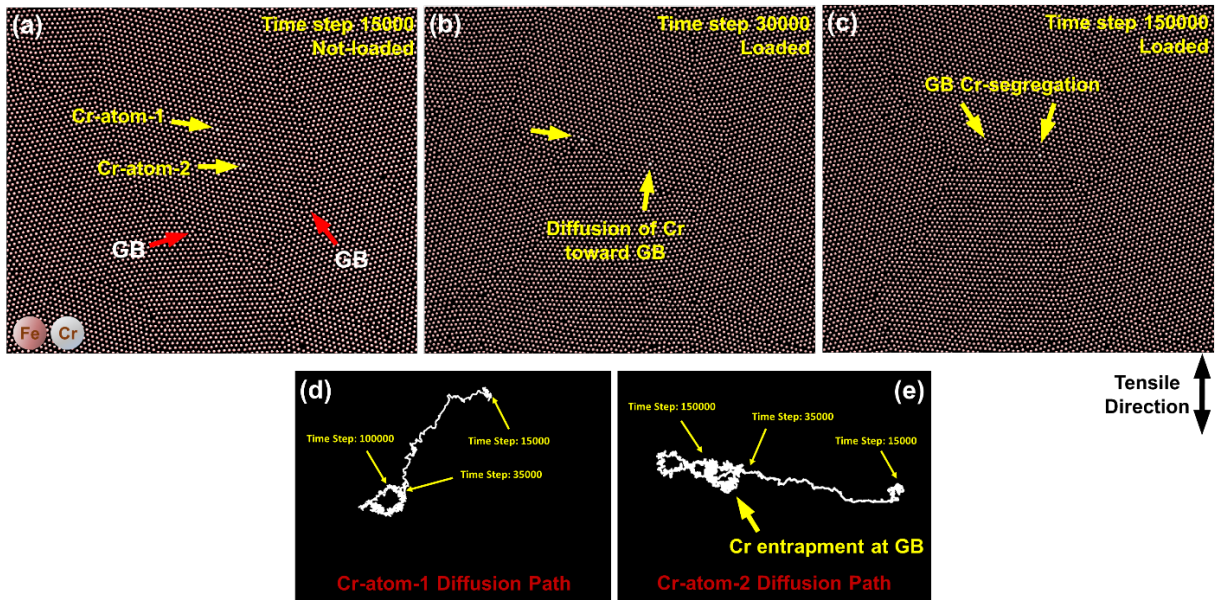 (a)
Time step 15000
Not-loaded
Cr-atom-1
Cr-atom-2
GB
GB
Fe
Cr
(b)
Time step 30000
Loaded
Diffusion of Cr
toward GB
(c)
Time step 150000
Loaded
GB Cr-segregation
Tensile
Direction
(d)
Time Step: 100000
Time Step: 15000
Time Step: 35000
Cr-atom-1 Diffusion Path
(e)
Time Step: 150000
Time Step: 35000
Time Step: 15000
Cr entrapment at GB
Cr-atom-2 Diffusion Path